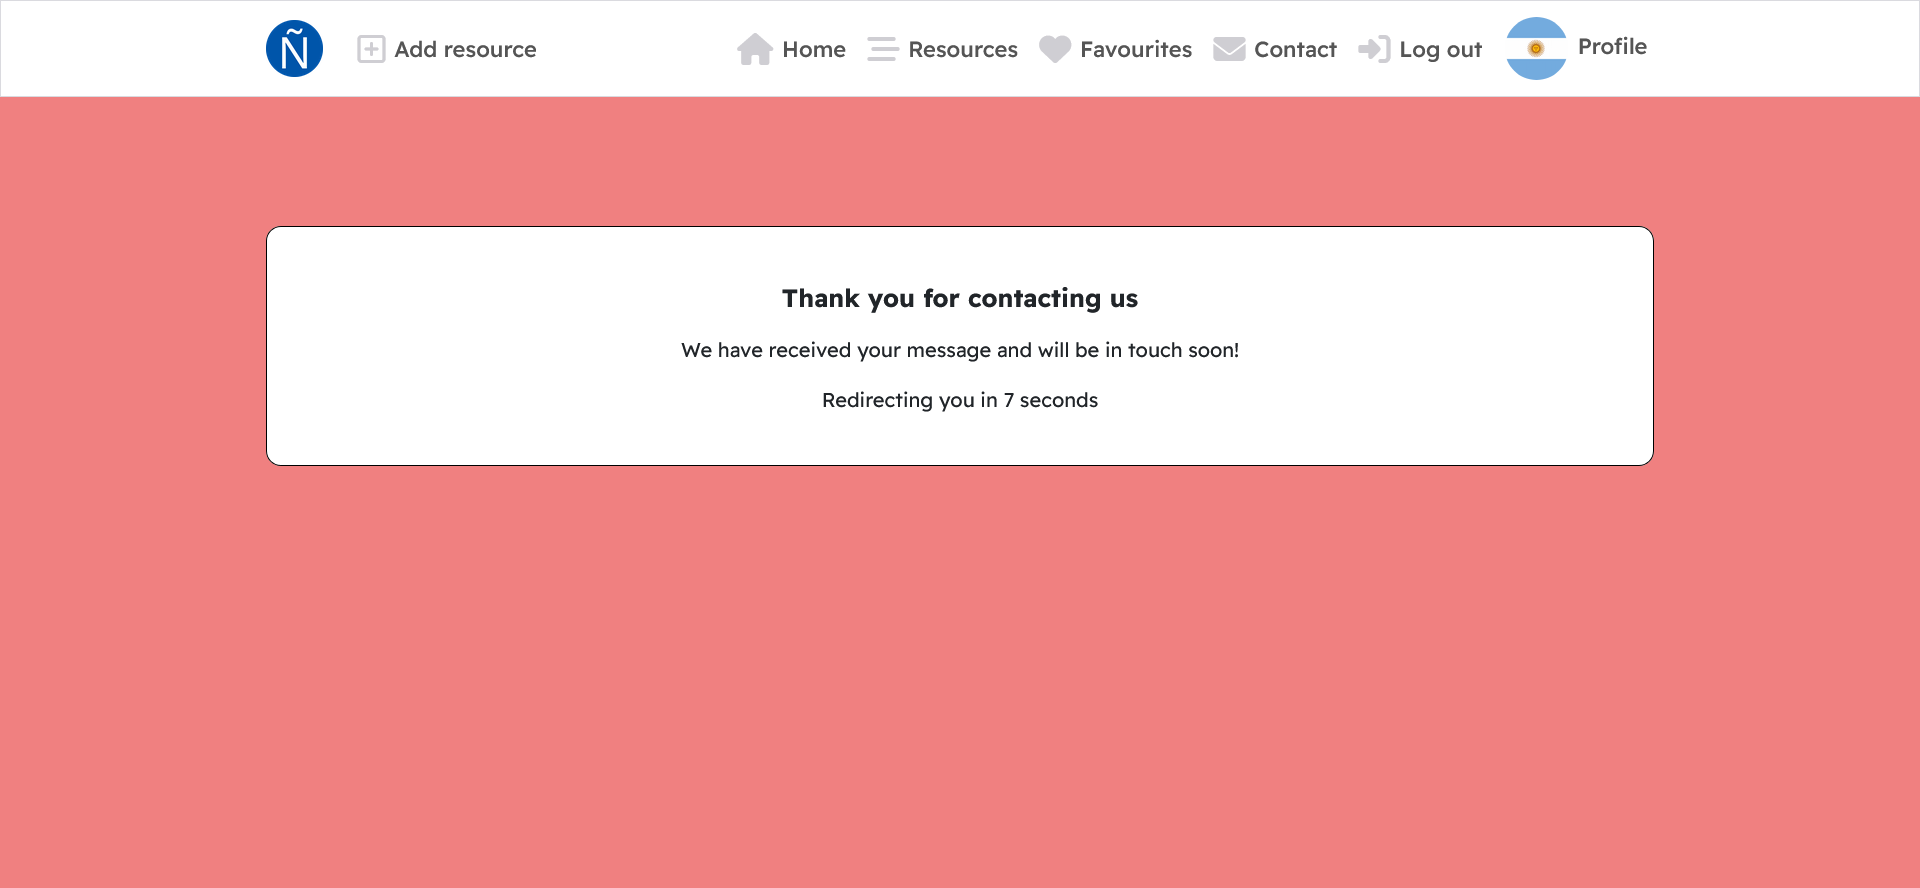 Ñ
Add resource
Home
Resources
Favourites
Contact
Log out
Profile
Thank you for contacting us
We have received your message and will be in touch soon!
Redirecting you in 7 seconds